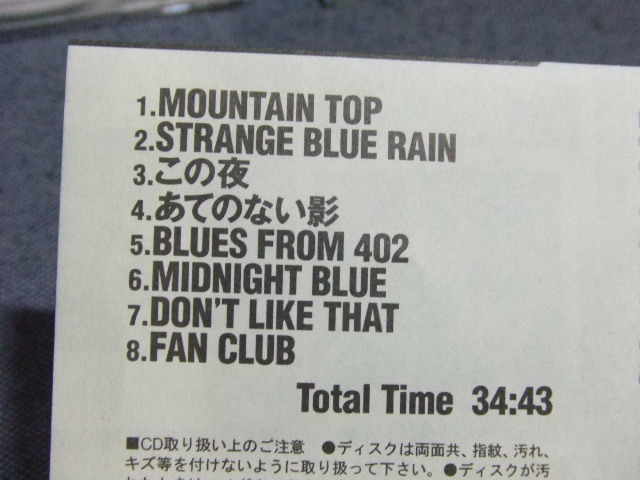 1.MOUNTAIN TOP
2.STRANGE BLUE RAIN
3.この夜
4.あてのない影
5.BLUES FROM 402
6.MIDNIGHT BLUE
7.DON'T LIKE THAT
8.FAN CLUB
Total Time 34:43
■CD取り扱い上のご注意 ●ディスクは両面共、指紋、汚れ、
キズ等を付けないように取り扱って下さい。●ディスクが汚